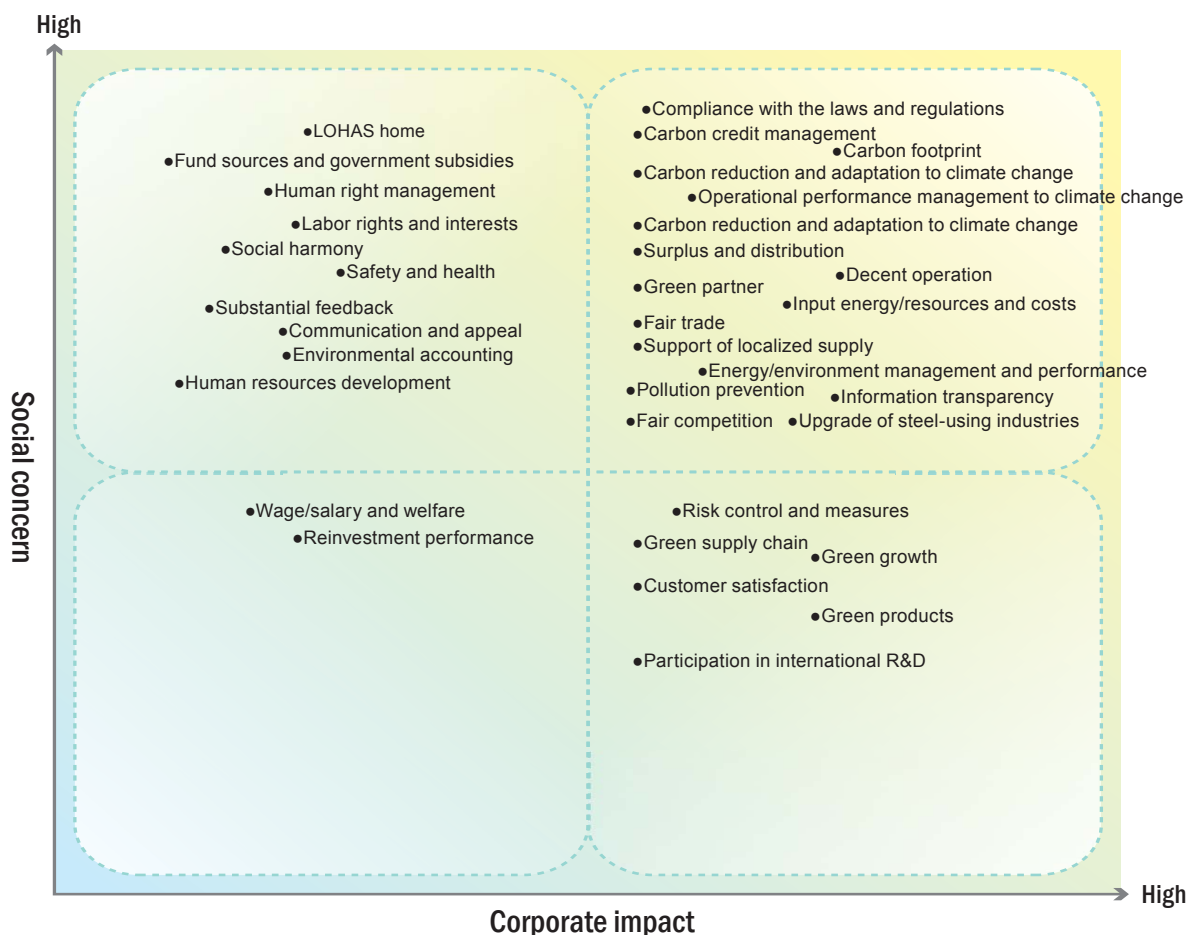 High
●LOHAS home
●Fund sources and government subsidies
●Human right management
●Labor rights and interests
●Social harmony
●Safety and health
●Substantial feedback
●Communication and appeal
●Environmental accounting
●Human resources development
●Compliance with the laws and regulations
●Carbon credit management
●Carbon footprint
●Carbon reduction and adaptation to climate change
●Operational performance management to climate change
●Carbon reduction and adaptation to climate change
●Surplus and distribution
●Decent operation
●Green partner
●Input energy/resources and costs
●Fair trade
●Support of localized supply
●Energy/environment management and performance
●Pollution prevention
●Information transparency
●Fair competition
●Upgrade of steel-using industries
Social concern
●Wage/salary and welfare
●Reinvestment performance
●Risk control and measures
●Green supply chain
●Green growth
●Customer satisfaction
●Green products
●Participation in international R&D
High
Corporate impact